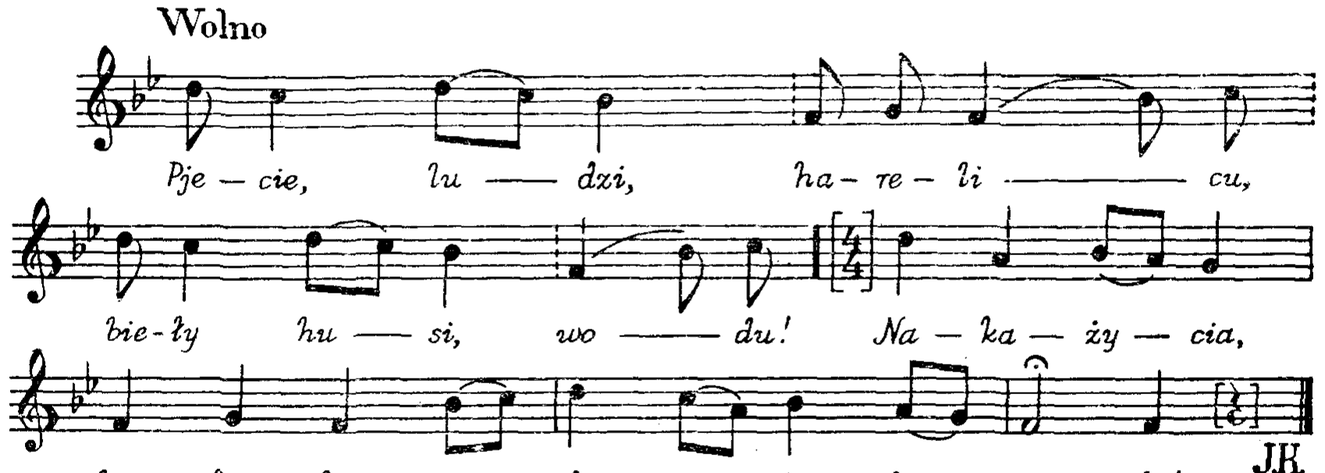 Wolno
Pje – cie, lu — dzi, ha – re – li — cu,
bie - ły hu — si, wo — du! Na — ka — ży — cia,
J.K.